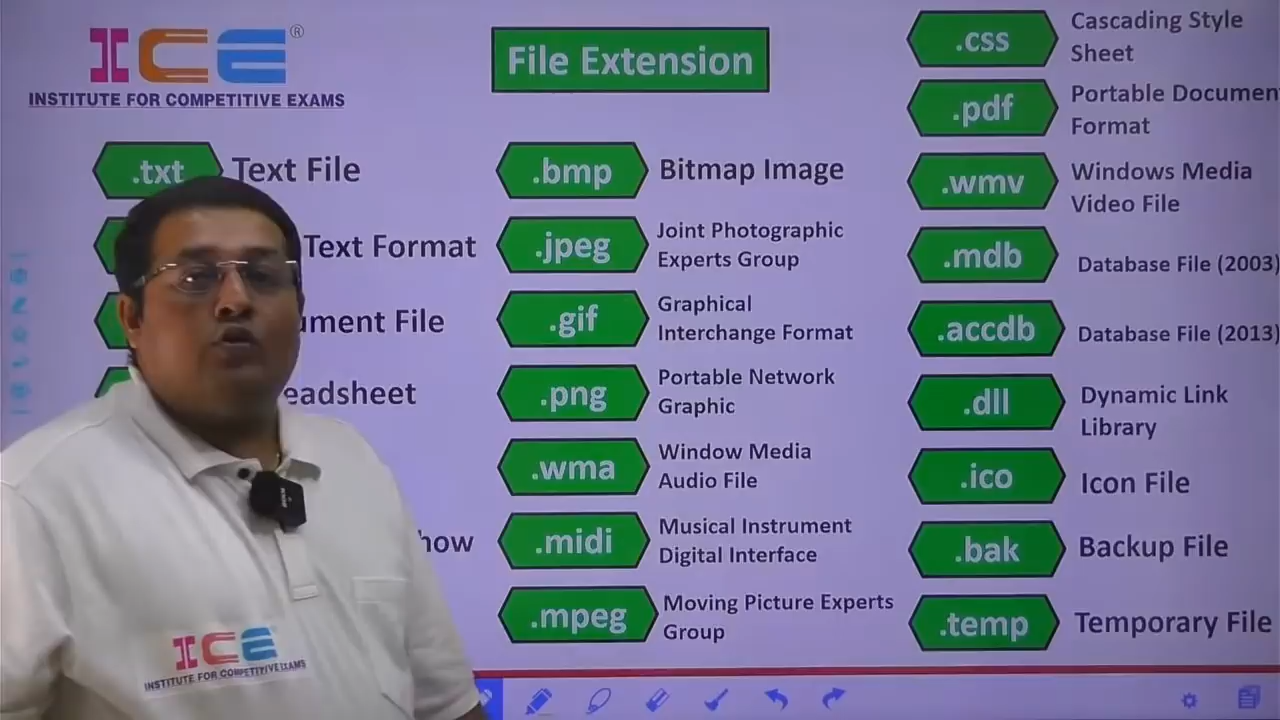 ICE®
INSTITUTE FOR COMPETITIVE EXAMS
File Extension
.txt Text File
Text Format
ument File
eadsheet
how
.bmp Bitmap Image
.jpeg Joint Photographic
Experts Group
.gif Graphical
Interchange Format
.png Portable Network
Graphic
.wma Window Media
Audio File
.midi Musical Instrument
Digital Interface
.mpeg Moving Picture Experts
Group
.css Cascading Style
Sheet
.pdf Portable Documen
Format
.wmv Windows Media
Video File
.mdb Database File (2003)
.accdb Database File (2013)
.dll Dynamic Link
Library
.ico Icon File
.bak Backup File
.temp Temporary File
ICE
INSTITUTE FOR COMPETITIVE EXAMS